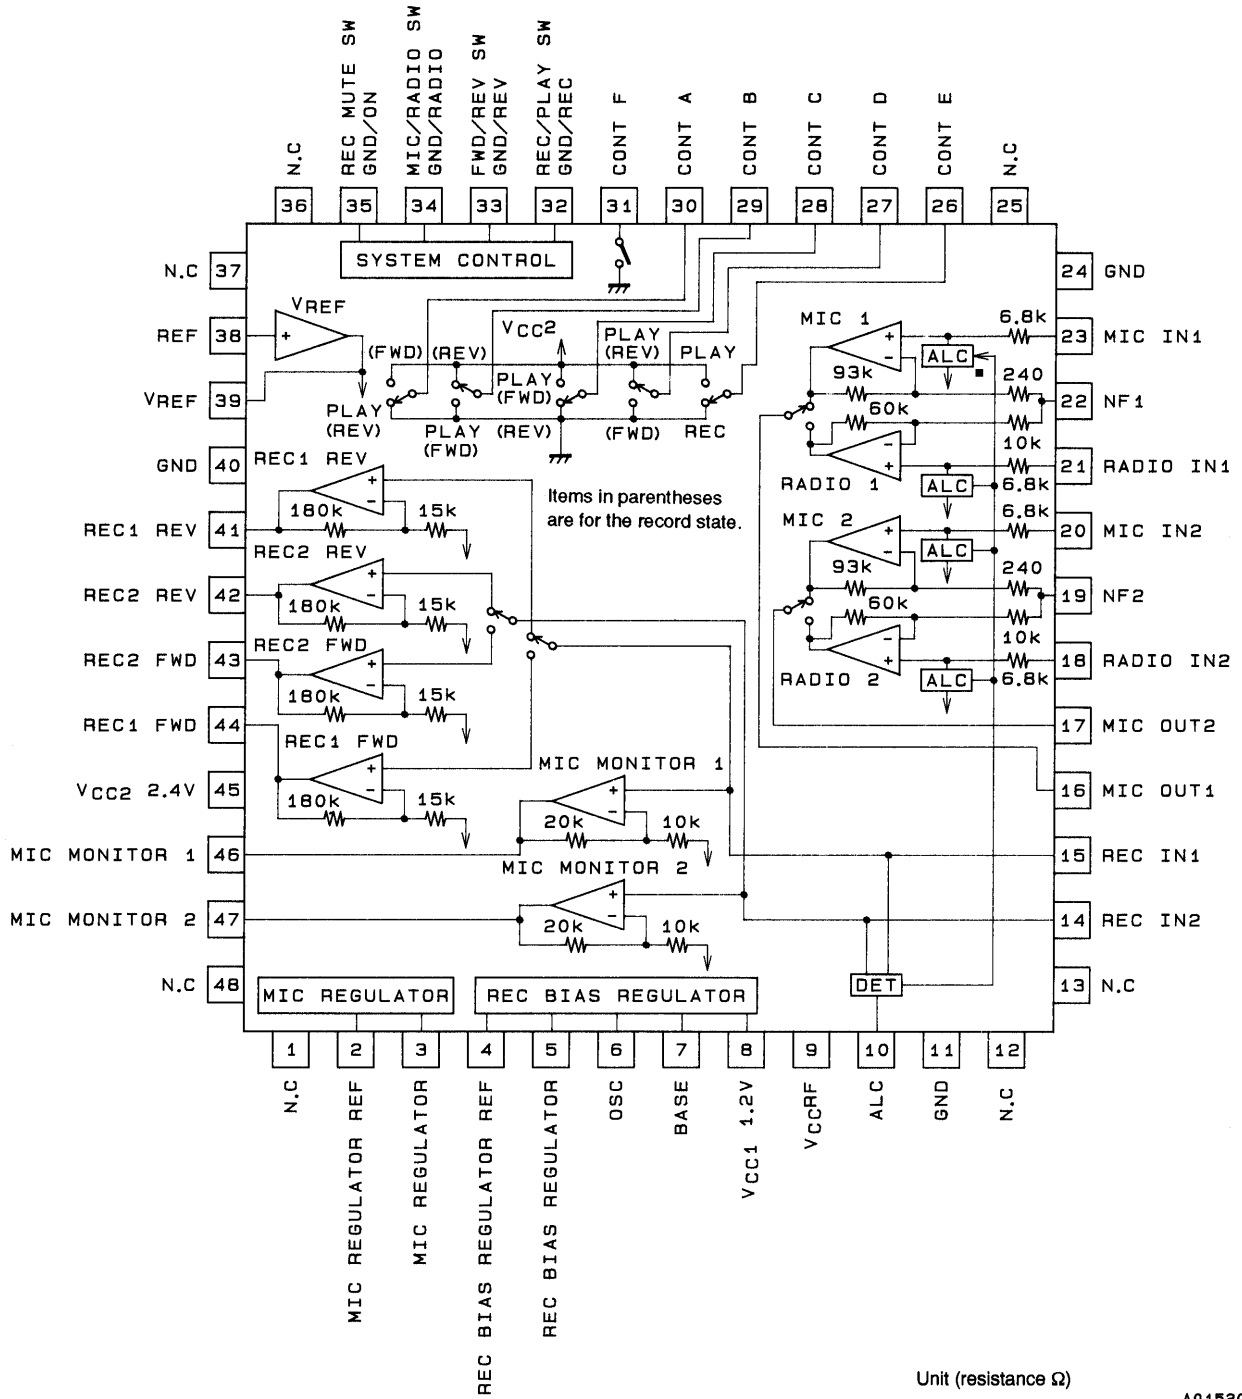 REC MUTE SW
GND/ON
MIC/RADIO SW
GND/RADIO
FWD/REV SW
GND/REV
REC/PLAY SW
GND/REC
N.C
CONT F
CONT A
CONT B
CONT C
CONT D
CONT E
N.C
36
35
34
33
32
31
30
29
28
27
26
25
SYSTEM CONTROL
N.C 37
24 GND
VREF
REF 38
VREF 39
(FWD)
(REV)
VCC2
PLAY
(REV)
PLAY
PLAY
(FWD)
PLAY
(REV)
PLAY
(FWD)
(REV)
(FWD)
REC
MIC 1
6.8k
23 MIC IN1
ALC
93k
240
22 NF1
60k
10k
21 RADIO IN1
RADIO 1
ALC
6.8k
GND 40
REC1 REV
Items in parentheses
are for the record state.
180k
15k
REC1 REV 41
MIC 2
6.8k
20 MIC IN2
ALC
REC2 REV
93k
240
REC2 REV 42
180k
15k
19 NF2
60k
10k
REC2 FWD
REC2 FWD 43
18 RADIO IN2
RADIO 2
ALC
6.8k
180k
15k
REC1 FWD 44
17 MIC OUT2
REC1 FWD
MIC MONITOR 1
VCC2 2.4V 45
16 MIC OUT1
180k
15k
20k
10k
MIC MONITOR 1 46
15 REC IN1
MIC MONITOR 2
MIC MONITOR 2 47
14 REC IN2
20k
10k
N.C 48
MIC REGULATOR
REC BIAS REGULATOR
DET
13 N.C
1
2
3
4
5
6
7
8
9
10
11
12
N.C
MIC REGULATOR REF
MIC REGULATOR
REC BIAS REGULATOR REF
REC BIAS REGULATOR
OSC
BASE
VCC1 1.2V
VCCRF
ALC
GND
N.C
Unit (resistance Ω)